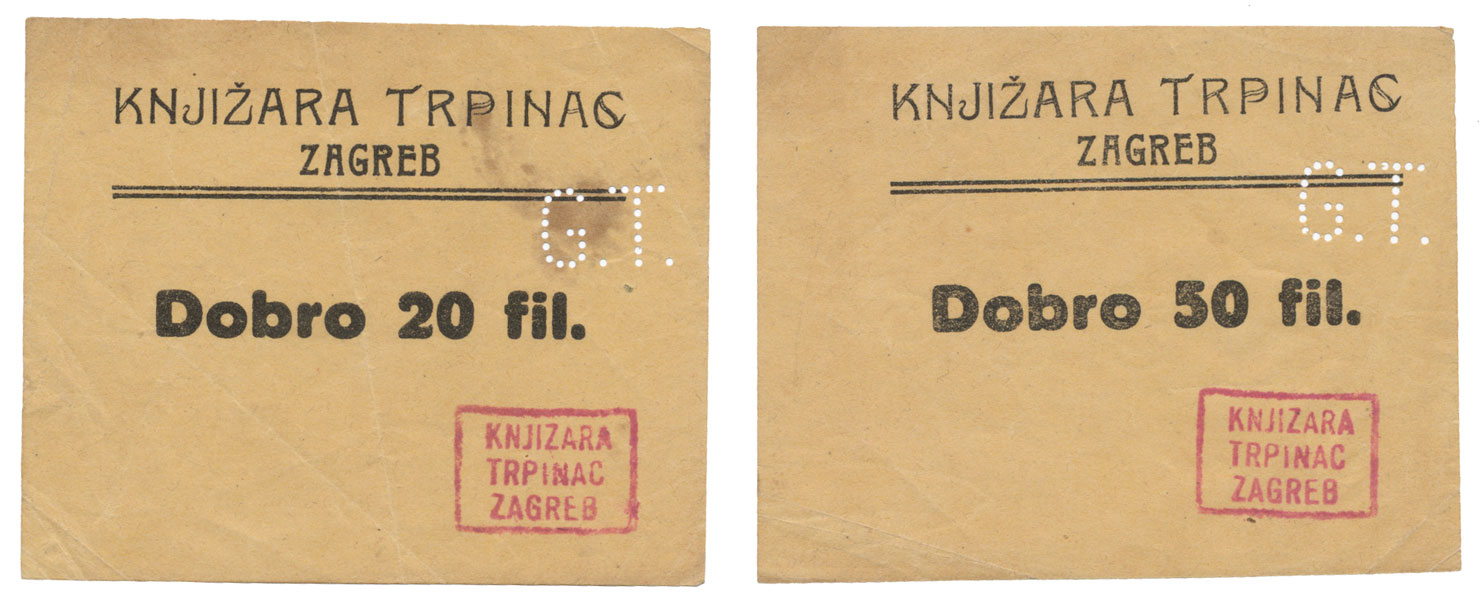 KNJIŽARA TRPINAC
ZAGREB
G.T.
Dobro 20 fil.
KNJIZARA
TRPINAC
ZAGREB
KNJIŽARA TRPINAC
ZAGREB
G.T.
Dobro 50 fil.
KNJIZARA
TRPINAC
ZAGREB